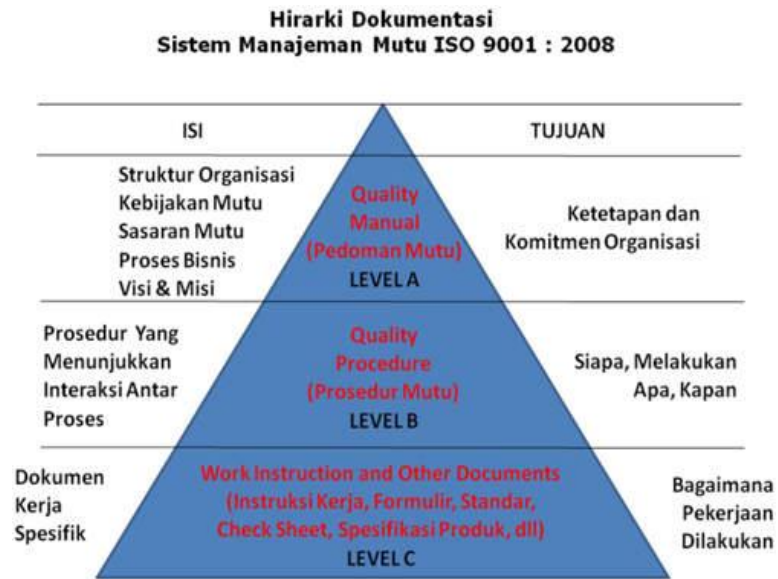 Hirarki Dokumentasi
Sistem Manajeman Mutu ISO 9001 : 2008
ISI
TUJUAN
Struktur Organisasi
Kebijakan Mutu
Sasaran Mutu
Proses Bisnis
Visi & Misi
Quality
Manual
(Pedoman Mutu)
LEVEL A
Ketetapan dan
Komitmen Organisasi
Prosedur Yang
Menunjukkan
Interaksi Antar
Proses
Quality
Procedure
(Prosedur Mutu)
LEVEL B
Siapa, Melakukan
Apa, Kapan
Dokumen
Kerja
Spesifik
Work Instruction and Other Documents
(Instruksi Kerja, Formulir, Standar,
Check Sheet, Spesifikasi Produk, dll)
LEVEL C
Bagaimana
Pekerjaan
Dilakukan